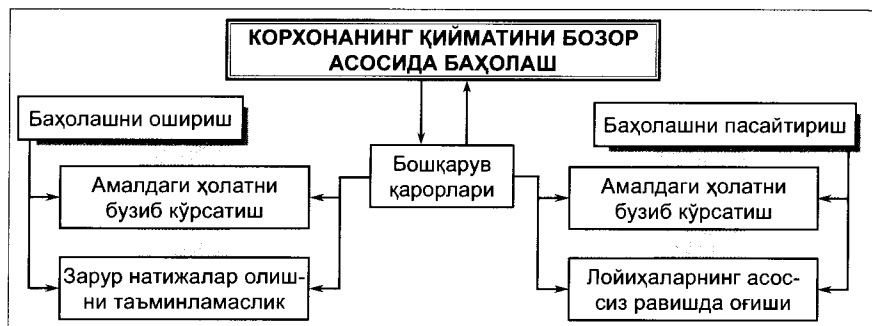 КОРХОНАНИНГ ҚИЙМАТИНИ БОЗОР
АСОСИДА БАҲОЛАШ
Баҳолашни ошириш
Баҳолашни пасайтириш
Бошқарув
қарорлари
Амалдаги ҳолатни
бузиб кўрсатиш
Амалдаги ҳолатни
бузиб кўрсатиш
Зарур натижалар олиш-
ни таъминламаслик
Лойиҳаларнинг асос-
сиз равишда оғиши